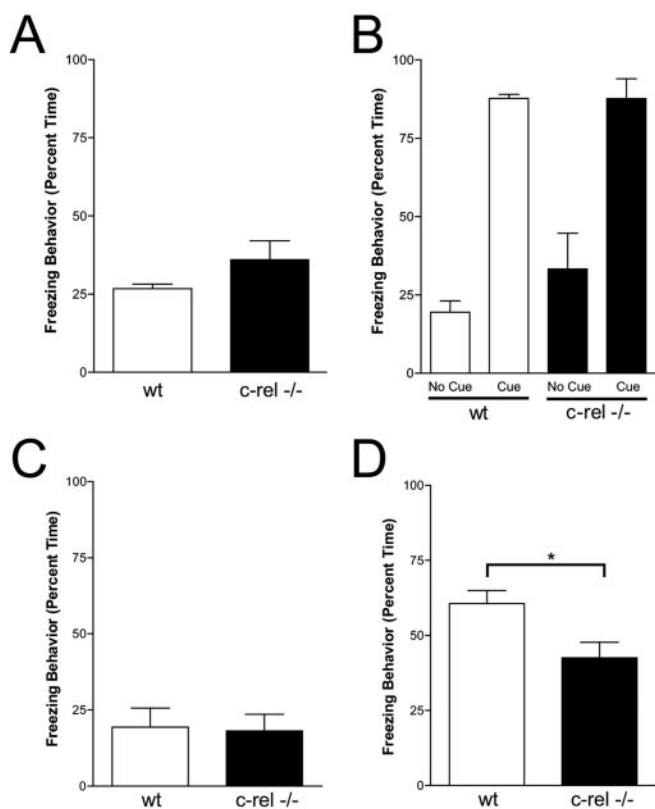 A
Freezing Behavior (Percent Time)
100
75
50
25
0
wt
c-rel -/-
B
Freezing Behavior (Percent Time)
100
75
50
25
0
No Cue
Cue
No Cue
Cue
wt
c-rel -/-
C
Freezing Behavior (Percent Time)
100
75
50
25
0
wt
c-rel -/-
D
Freezing Behavior (Percent Time)
100
75
50
25
0
*
wt
c-rel -/-